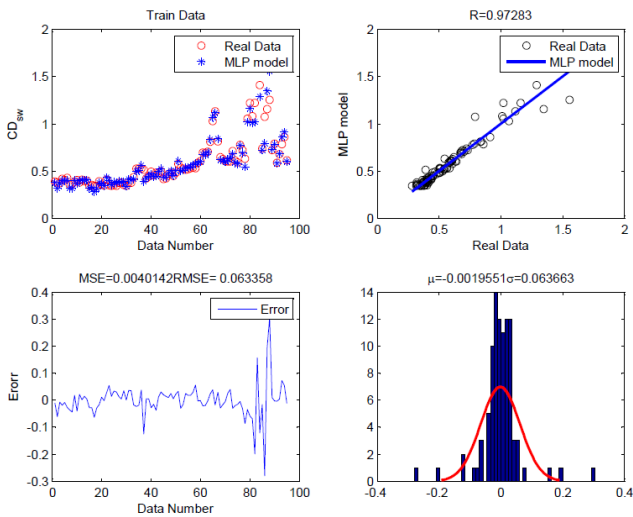 Train Data
Real Data
MLP model
CD_sw
2
1.5
1
0.5
0
0 20 40 60 80 100
Data Number
R=0.97283
Real Data
MLP model
MLP model
2
1.5
1
0.5
0
0 0.5 1 1.5 2
Real Data
MSE=0.0040142RMSE= 0.063358
Error
Erorr
0.4
0.3
0.2
0.1
0
-0.1
-0.2
-0.3
0 20 40 60 80 100
Data Number
μ=-0.0019551σ=0.063663
14
12
10
8
6
4
2
0
-0.4 -0.2 0 0.2 0.4